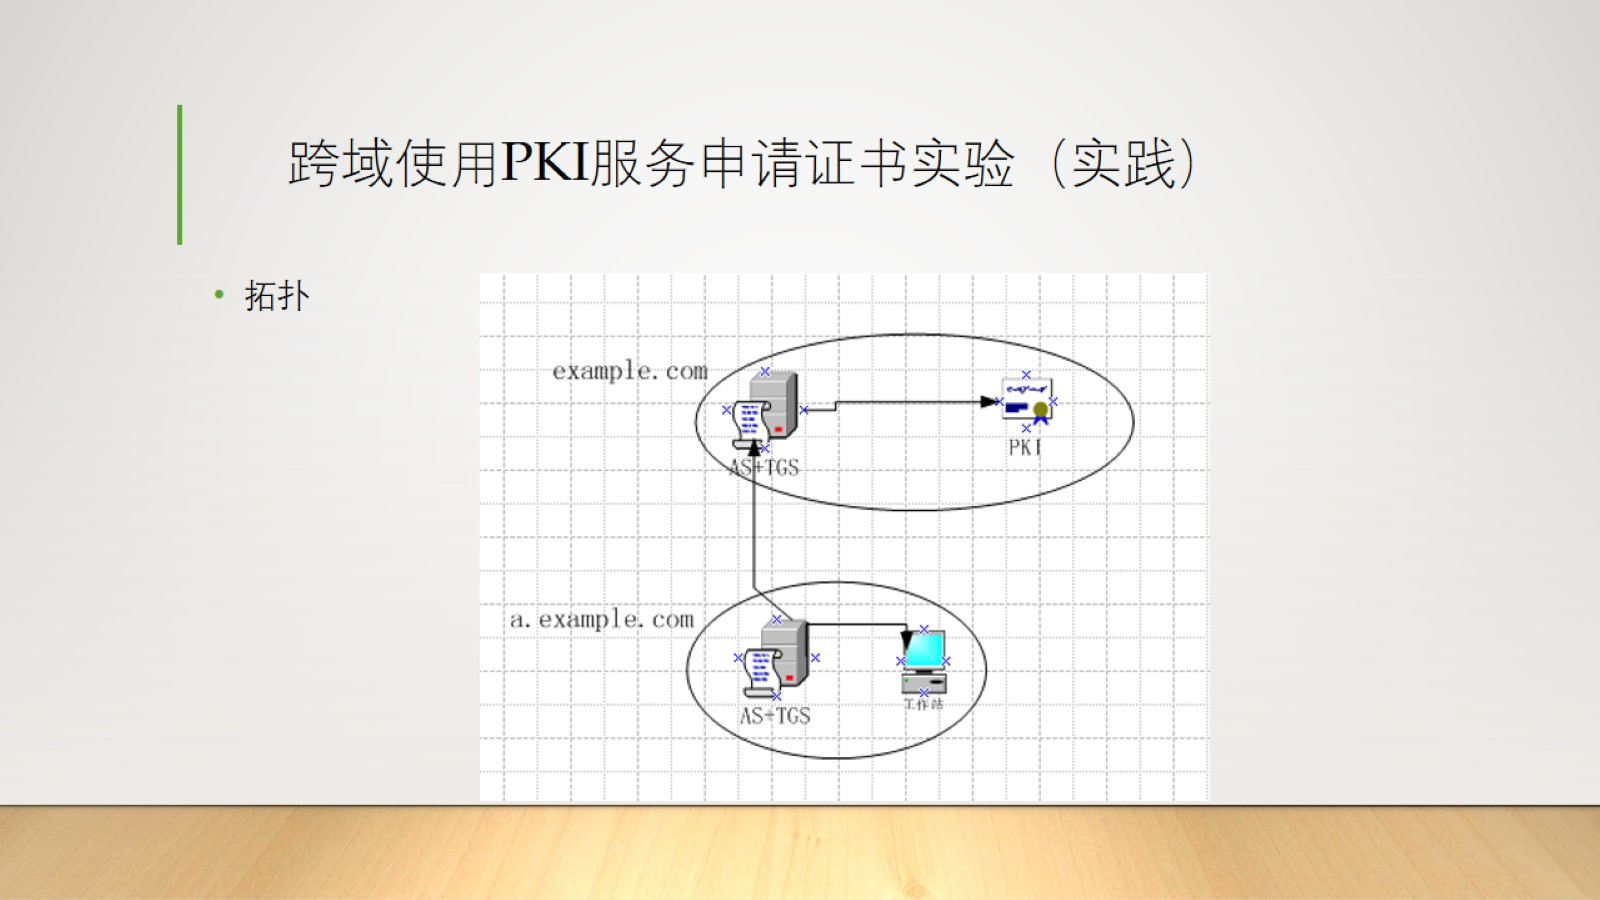 跨域使用PKI服务申请证书实验（实践）
• 拓扑
example.com
AS+TGS
PKI
a.example.com
AS+TGS
工作站